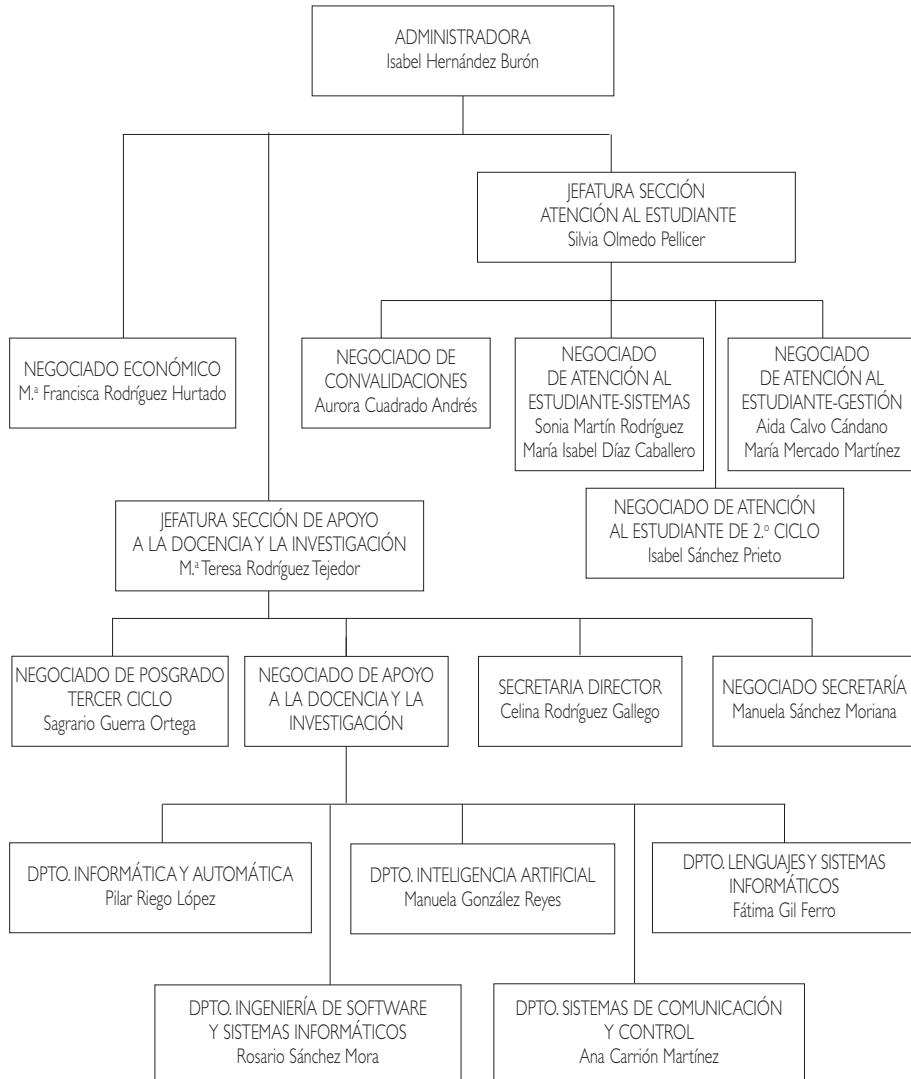 ADMINISTRADORA
Isabel Hernández Burón
JEFATURA SECCIÓN
ATENCIÓN AL ESTUDIANTE
Silvia Olmedo Pellicer
NEGOCIADO ECONÓMICO
M.ª Francisca Rodríguez Hurtado
NEGOCIADO DE
CONVALIDACIONES
Aurora Cuadrado Andrés
NEGOCIADO
DE ATENCIÓN AL
ESTUDIANTE-SISTEMAS
Sonia Martín Rodríguez
María Isabel Díaz Caballero
NEGOCIADO
DE ATENCIÓN AL
ESTUDIANTE-GESTIÓN
Aida Calvo Cándano
María Mercado Martínez
NEGOCIADO DE ATENCIÓN
AL ESTUDIANTE DE 2.º CICLO
Isabel Sánchez Prieto
JEFATURA SECCIÓN DE APOYO
A LA DOCENCIA Y LA INVESTIGACIÓN
M.ª Teresa Rodríguez Tejedor
NEGOCIADO DE POSGRADO
TERCER CICLO
Sagrario Guerra Ortega
NEGOCIADO DE APOYO
A LA DOCENCIA Y LA
INVESTIGACIÓN
SECRETARIA DIRECTOR
Celina Rodríguez Gallego
NEGOCIADO SECRETARÍA
Manuela Sánchez Moriana
DPTO. INFORMÁTICA Y AUTOMÁTICA
Pilar Riego López
DPTO. INTELIGENCIA ARTIFICIAL
Manuela González Reyes
DPTO. LENGUAJES Y SISTEMAS
INFORMÁTICOS
Fátima Gil Ferro
DPTO. INGENIERÍA DE SOFTWARE
Y SISTEMAS INFORMÁTICOS
Rosario Sánchez Mora
DPTO. SISTEMAS DE COMUNICACIÓN
Y CONTROL
Ana Carrión Martínez